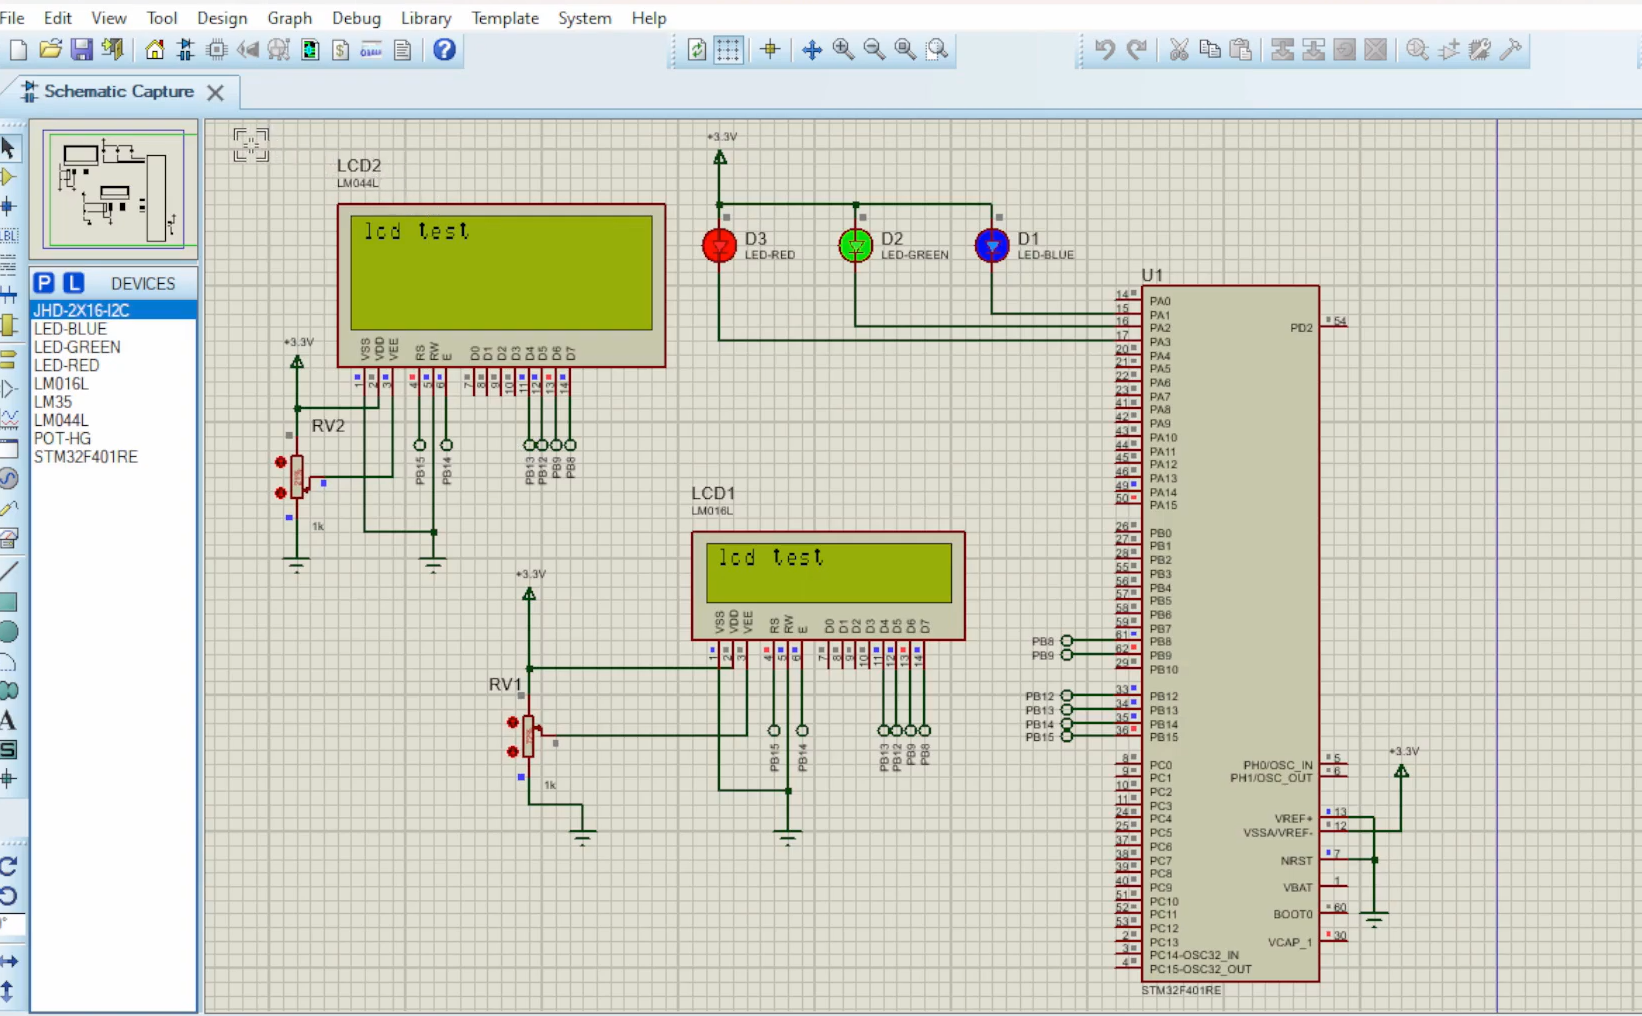 File Edit View Tool Design Graph Debug Library Template System Help
Schematic Capture
P L DEVICES
JHD-2X16-I2C
LED-BLUE
LED-GREEN
LED-RED
LM016L
LM35
LM044L
POT-HG
STM32F401RE
LCD2
LM044L
lcd test
VSS VDD VEE RS RW E D0 D1 D2 D3 D4 D5 D6 D7
1 2 3 4 5 6 7 8 9 10 11 12 13 14
+3.3V
RV2
1k
PB15 PB14 PB13 PB12 PB9 PB8
+3.3V
D3
LED-RED
D2
LED-GREEN
D1
LED-BLUE
LCD1
LM016L
lcd test
VSS VDD VEE RS RW E D0 D1 D2 D3 D4 D5 D6 D7
1 2 3 4 5 6 7 8 9 10 11 12 13 14
+3.3V
RV1
1k
PB15 PB14 PB13 PB12 PB9 PB8
U1
14 PA0
15 PA1
16 PA2
17 PA3
20 PA4
21 PA5
22 PA6
23 PA7
41 PA8
42 PA9
43 PA10
44 PA11
45 PA12
46 PA13
49 PA14
50 PA15
26 PB0
27 PB1
28 PB2
55 PB3
56 PB4
57 PB5
58 PB6
59 PB7
PB8 61 PB8
PB9 62 PB9
29 PB10
PB12 33 PB12
PB13 34 PB13
PB14 35 PB14
PB15 36 PB15
8 PC0
9 PC1
10 PC2
11 PC3
24 PC4
25 PC5
37 PC6
38 PC7
39 PC8
40 PC9
51 PC10
52 PC11
53 PC12
2 PC13
3 PC14-OSC32_IN
4 PC15-OSC32_OUT
PD2 54
PH0/OSC_IN 5
PH1/OSC_OUT 6
VREF+ 13
VSSA/VREF- 12
NRST 7
VBAT 1
BOOT0 60
VCAP_1 30
+3.3V
STM32F401RE